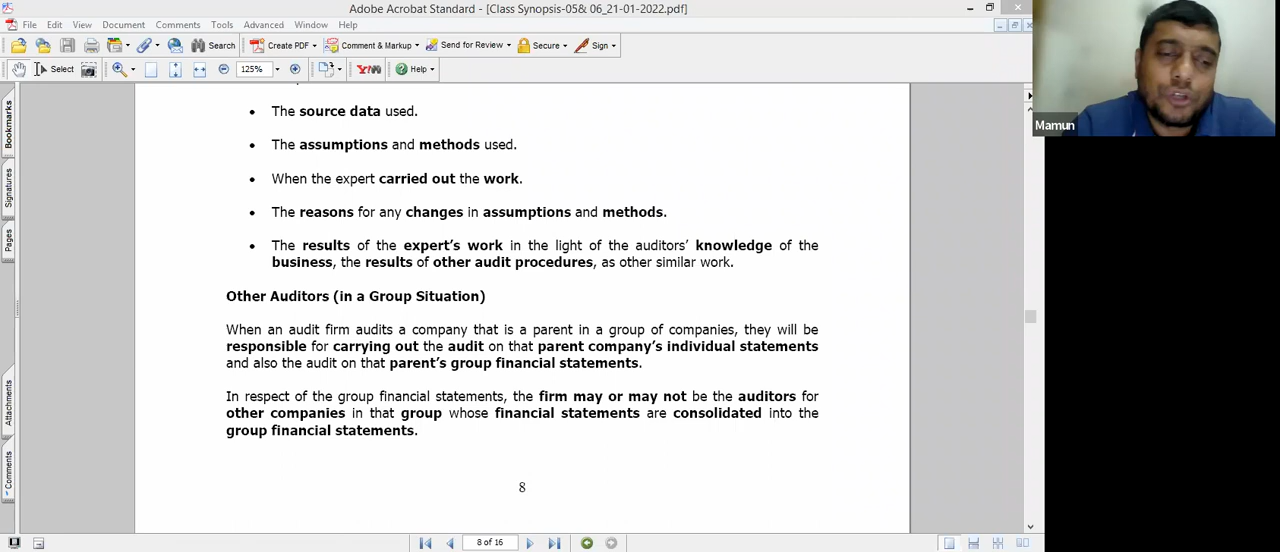 Adobe Acrobat Standard - [Class Synopsis-05& 06_21-01-2022.pdf]
File Edit View Document Comments Tools Advanced Window Help
Search Create PDF Comment & Markup Send for Review Secure Sign
Select 125% Help
Bookmarks
Signatures
Pages
Attachments
Comments
• The source data used.
• The assumptions and methods used.
• When the expert carried out the work.
• The reasons for any changes in assumptions and methods.
• The results of the expert's work in the light of the auditors' knowledge of the
business, the results of other audit procedures, as other similar work.
Other Auditors (in a Group Situation)
When an audit firm audits a company that is a parent in a group of companies, they will be
responsible for carrying out the audit on that parent company's individual statements
and also the audit on that parent's group financial statements.
In respect of the group financial statements, the firm may or may not be the auditors for
other companies in that group whose financial statements are consolidated into the
group financial statements.
8
8 of 16
Mamun